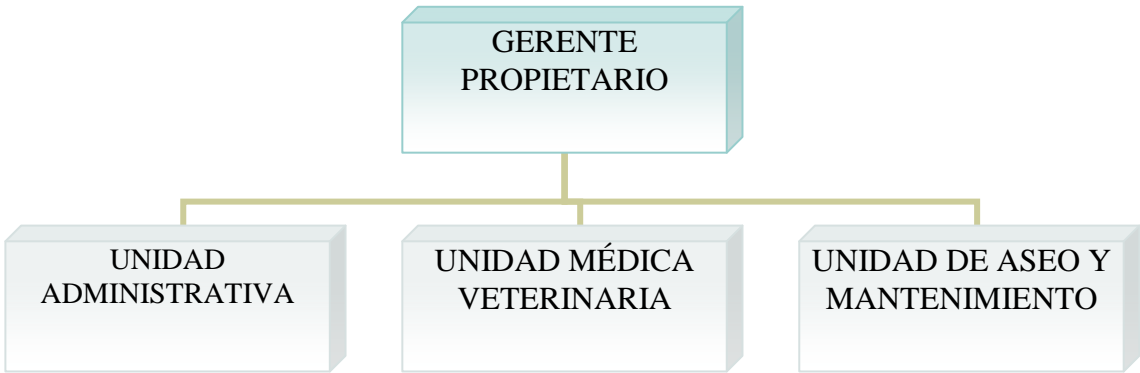 GERENTE
PROPIETARIO
UNIDAD
ADMINISTRATIVA
UNIDAD MÉDICA
VETERINARIA
UNIDAD DE ASEO Y
MANTENIMIENTO